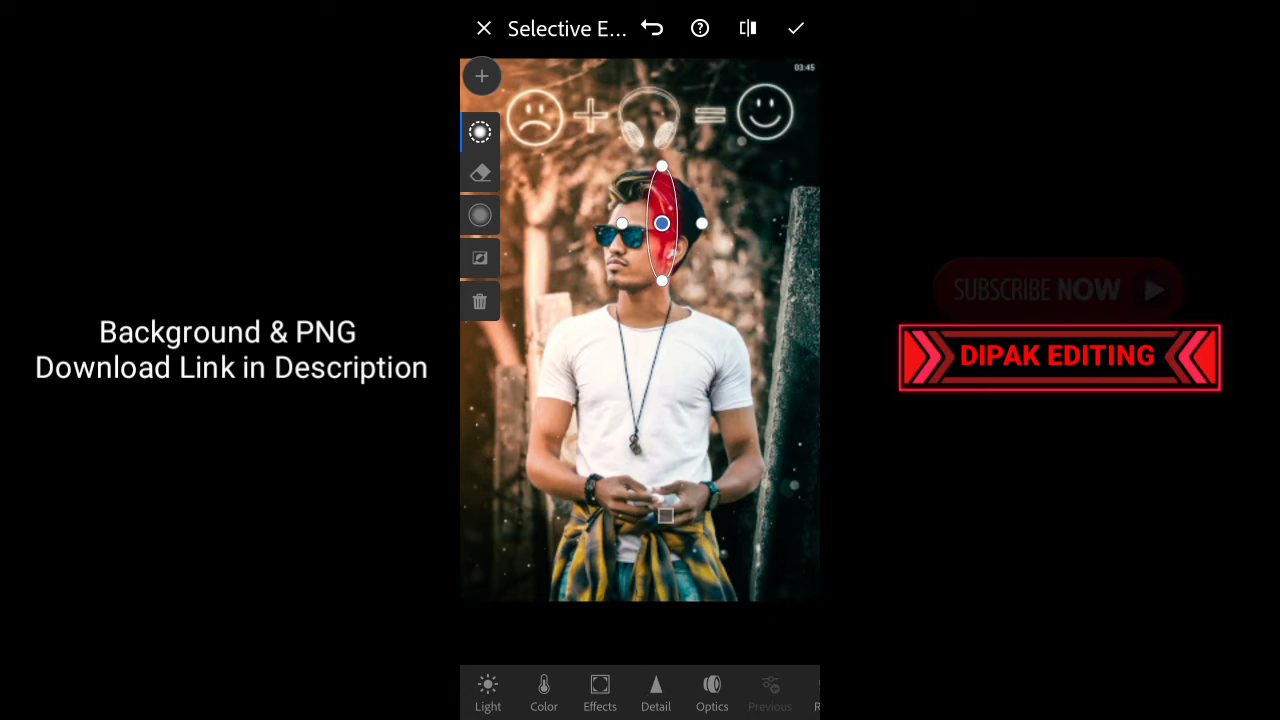 Selective E...
03:45
Background & PNG
Download Link in Description
SUBSCRIBE NOW
DIPAK EDITING
Light
Color
Effects
Detail
Optics
Previous
R